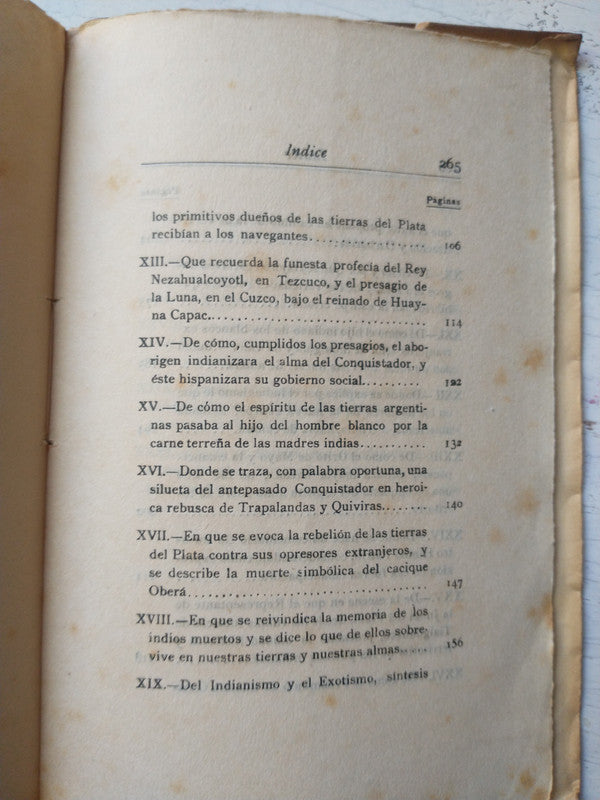 Indice 265
Páginas
los primitivos dueños de las tierras del Plata
recibían a los navegantes..................... 106
XIII.—Que recuerda la funesta profecía del Rey
Nezahualcoyotl, en Tezcuco, y el presagio de
la Luna, en el Cuzco, bajo el reinado de Huay-
na Capac....................................... 114
XIV.—De cómo, cumplidos los presagios, el abo-
rigen indianizara el alma del Conquistador, y
éste hispanizara su gobierno social.......... 122
XV.—De cómo el espíritu de las tierras argenti-
nas pasaba al hijo del hombre blanco por la
carne terreña de las madres indias............ 132
XVI.—Donde se traza, con palabra oportuna, una
silueta del antepasado Conquistador en heroi-
ca rebusca de Trapalandas y Quiviras........ 140
XVII.—En que se evoca la rebelión de las tierras
del Plata contra sus opresores extranjeros, y
se describe la muerte simbólica del cacique
Oberá......................................... 147
XVIII.—En que se reivindica la memoria de los
indios muertos y se dice lo que de ellos sobre-
vive en nuestras tierras y nuestras almas...... 156
XIX.—Del Indianismo y el Exotismo, síntesis